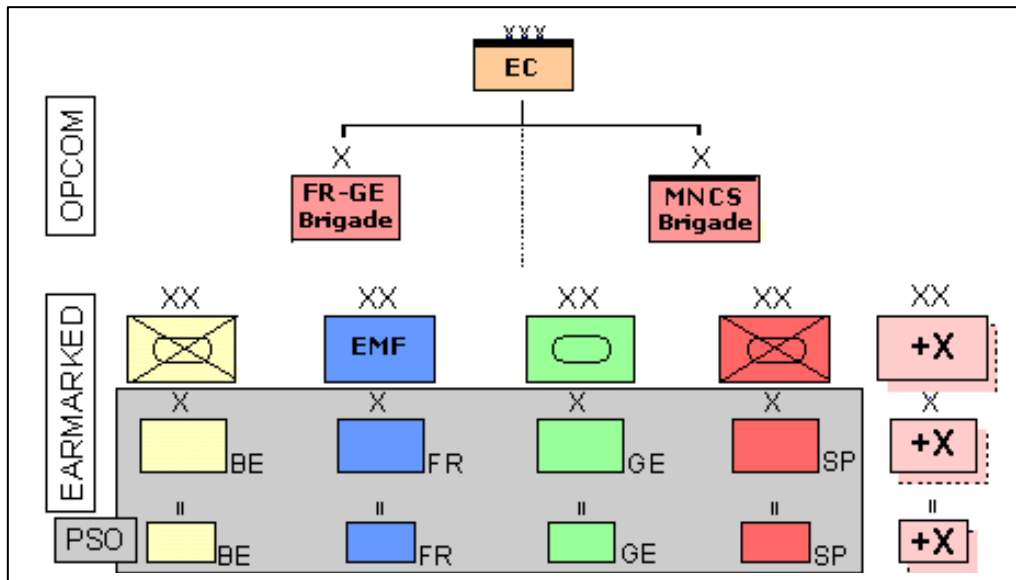 XXX
EC
OPCOM
X X
FR-GE
Brigade
MNCS
Brigade
EARMARKED
XX XX XX XX XX
EMF +X
X X X X X
BE FR GE SP +X
II II II II II
PSO
BE FR GE SP +X